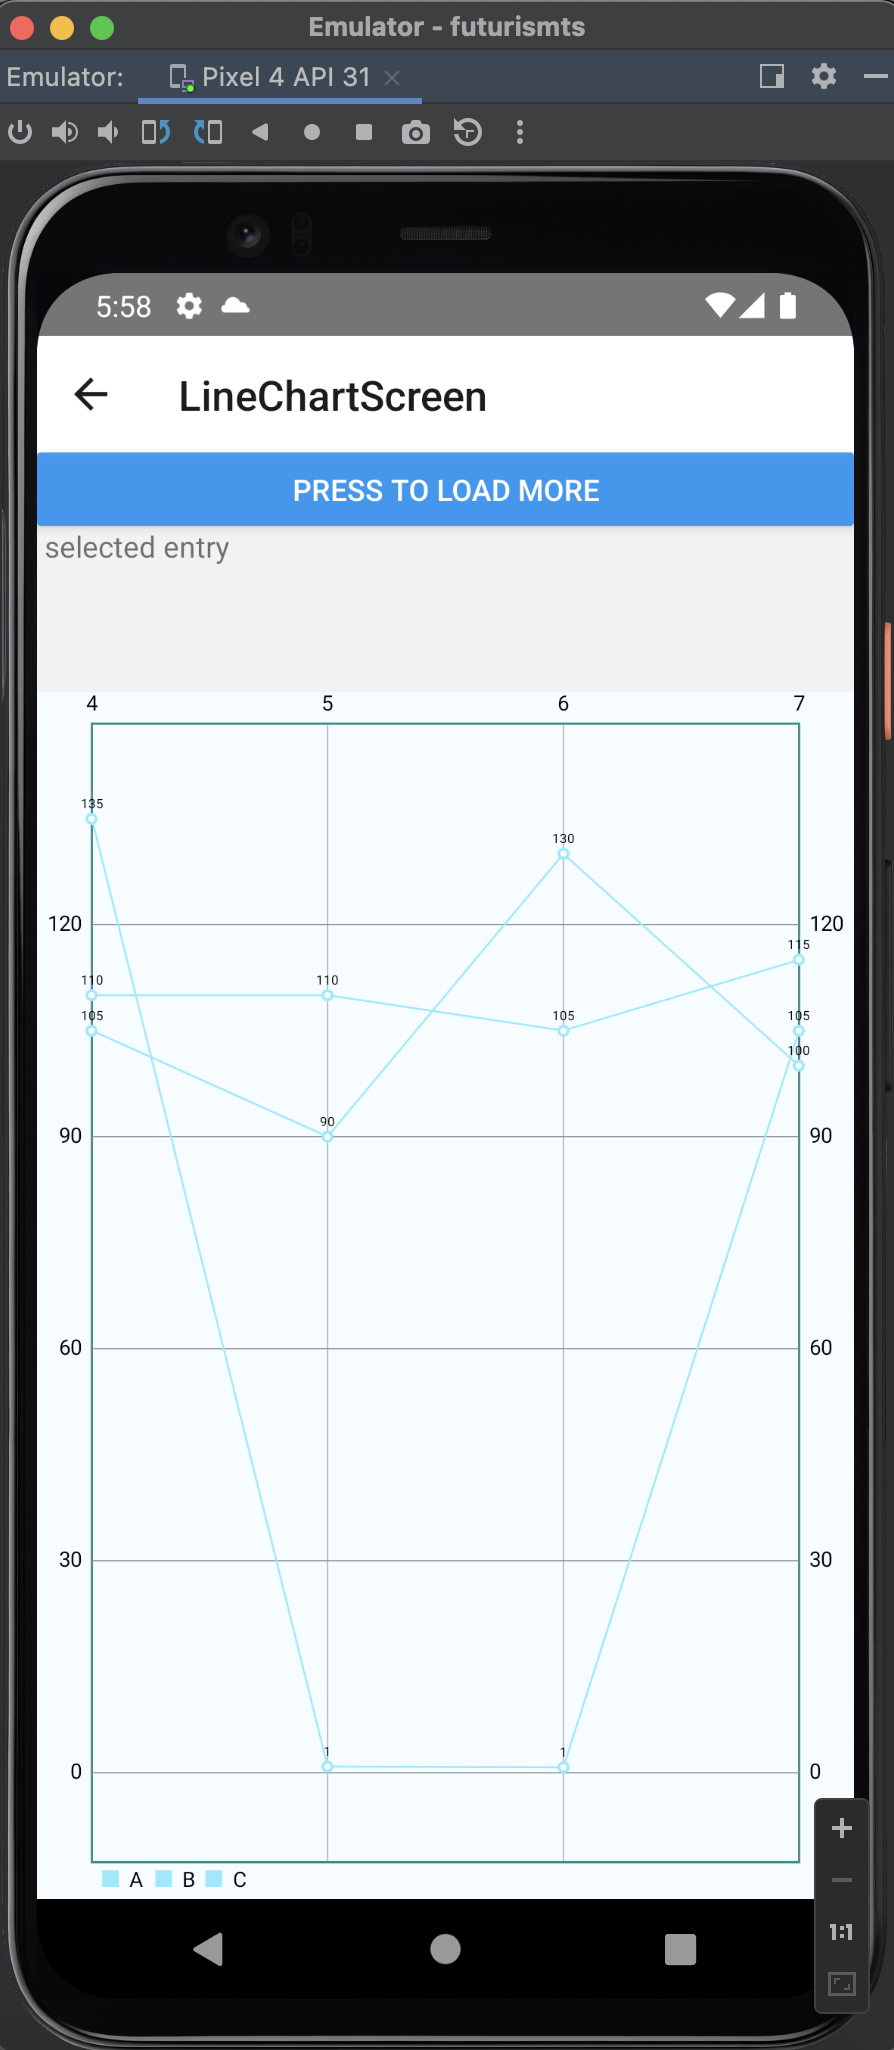 Emulator - futurismts
Emulator: Pixel 4 API 31
5:58
LineChartScreen
PRESS TO LOAD MORE
selected entry
4 5 6 7
135
130
120 120
115
110 110
105 105 105
100
90
90 90
60 60
30 30
1 1
0 0
A B C
1:1